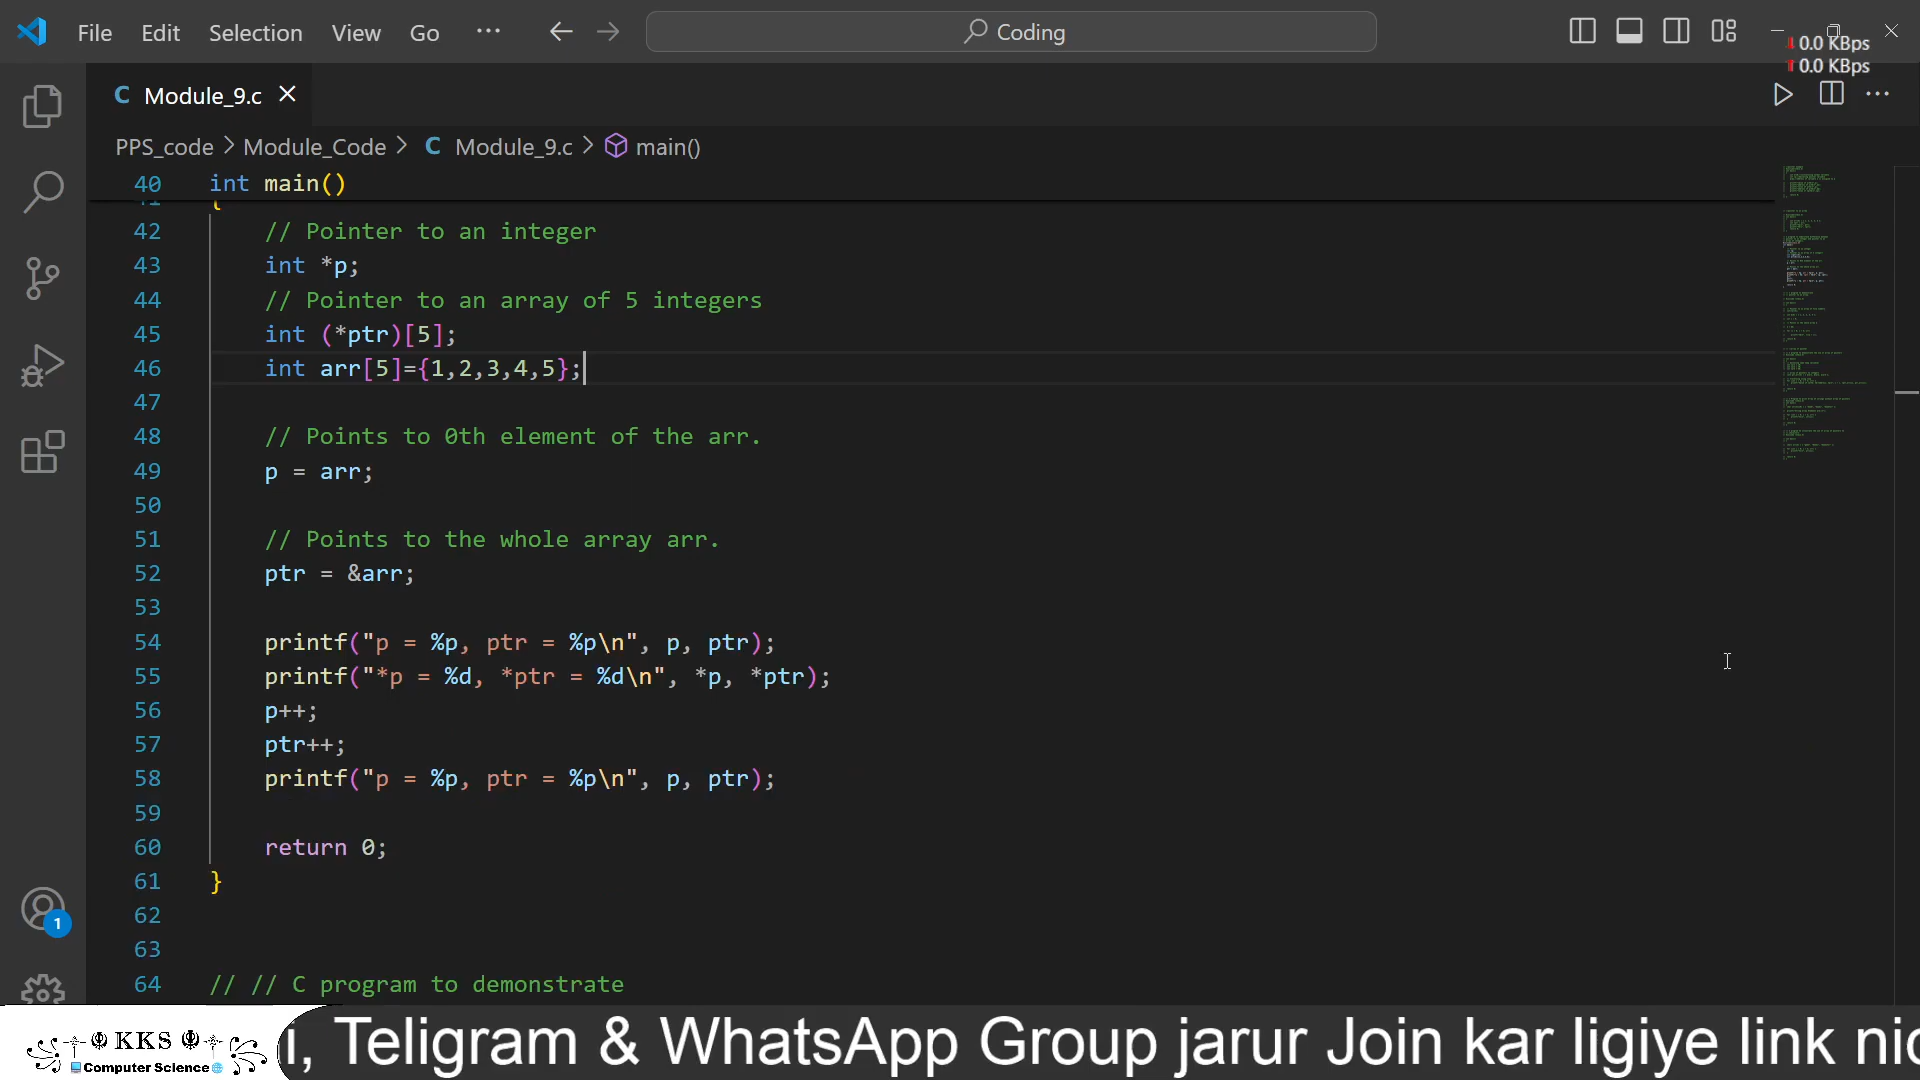 File Edit Selection View Go ··· Coding
0.0 KBps
0.0 KBps
C Module_9.c
PPS_code > Module_Code > C Module_9.c > main()
40 int main()
41 {
42 // Pointer to an integer
43 int *p;
44 // Pointer to an array of 5 integers
45 int (*ptr)[5];
46 int arr[5]={1,2,3,4,5};
47
48 // Points to 0th element of the arr.
49 p = arr;
50
51 // Points to the whole array arr.
52 ptr = &arr;
53
54 printf("p = %p, ptr = %p\n", p, ptr);
55 printf("*p = %d, *ptr = %d\n", *p, *ptr);
56 p++;
57 ptr++;
58 printf("p = %p, ptr = %p\n", p, ptr);
59
60 return 0;
61 }
62
63
64 // // C program to demonstrate
1
KKS
Computer Science
i, Teligram & WhatsApp Group jarur Join kar ligiye link nic